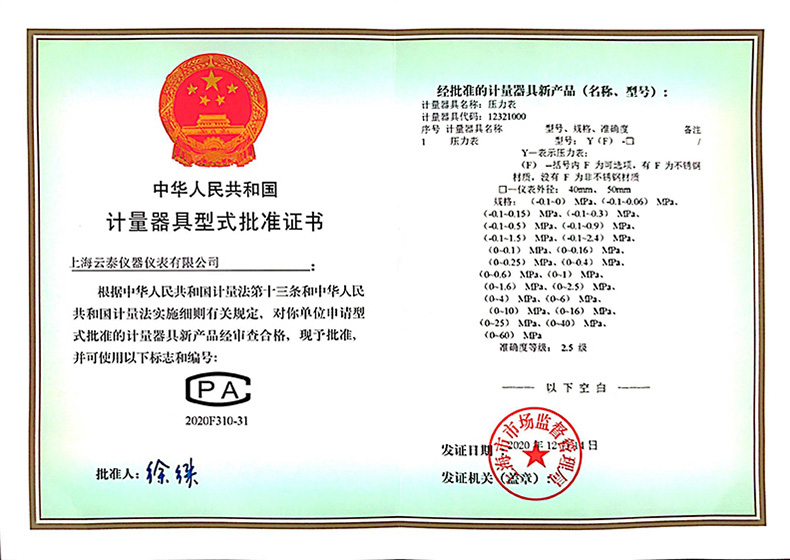 中华人民共和国
计量器具型式批准证书
上海云泰仪器仪表有限公司：
根据中华人民共和国计量法第十三条和中华人民
共和国计量法实施细则有关规定，对你单位申请型
式批准的计量器具新产品经审查合格，现予批准，
并可使用以下标志和编号：
CPA
2020F310-31
批准人：徐珠
经批准的计量器具新产品（名称、型号）：
计量器具名称：压力表
计量器具代码：12321000
序号 计量器具名称 型号、规格、准确度 备注
1 压力表 型号：Y（F）-□ /
Y—表示压力表：
（F）--括号内 F 为可选项，有 F 为不锈钢
材质，没有 F 为非不锈钢材质
□—仪表外径：40mm、50mm
规格：（-0.1~0）MPa、（-0.1~0.06）MPa、
（-0.1~0.15）MPa、（-0.1~0.3）MPa、
（-0.1~0.5）MPa、（-0.1~0.9）MPa、
（-0.1~1.5）MPa、（-0.1~2.4）MPa、
（0~0.1）MPa、（0~0.16）MPa、
（0~0.25）MPa、（0~0.4）MPa、
（0~0.6）MPa、（0~1）MPa、
（0~1.6）MPa、（0~2.5）MPa、
（0~4）MPa、（0~6）MPa、
（0~10）MPa、（0~16）MPa、
（0~25）MPa、（0~40）MPa、
（0~60）MPa
准确度等级：2.5 级
—— 以下空白 ——
发证日期 2020 年 12 月 日
发证机关（盖章）：
上海市市场监督管理局